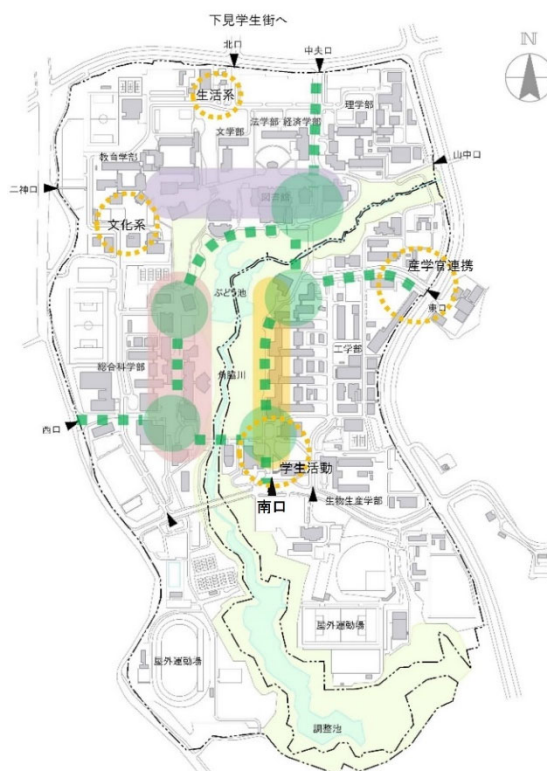 下見学生街へ
北口
中央口
N
生活系
理学部
法学部 経済学部
文学部
教育学部
山中口
図書館
二神口
文化系
産学官連携
東口
ぶどう池
工学部
角脇川
総合科学部
西口
学生活動
南口
生物生産学部
屋外運動場
屋外運動場
調整池